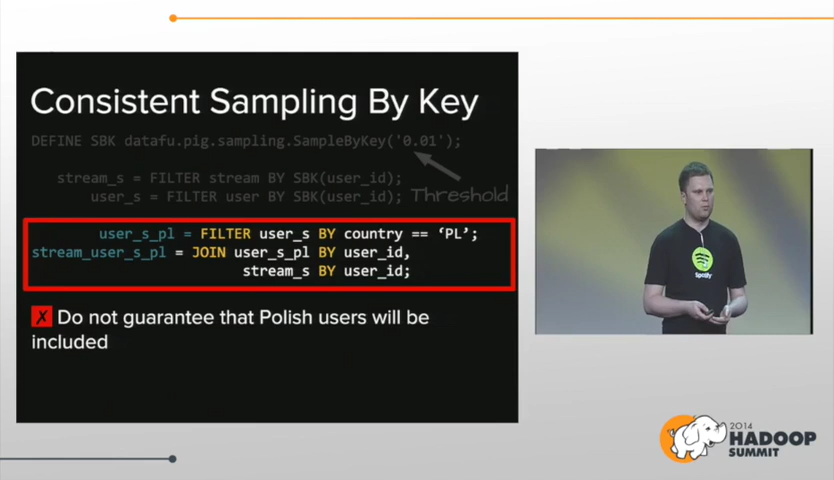 Consistent Sampling By Key
DEFINE SBK datafu.pig.sampling.SampleByKey('0.01');
stream_s = FILTER stream BY SBK(user_id);
user_s = FILTER user BY SBK(user_id);
Threshold
user_s_pl = FILTER user_s BY country == ‘PL’;
stream_user_s_pl = JOIN user_s_pl BY user_id,
stream_s BY user_id;
✗ Do not guarantee that Polish users will be
included
Spotify
2014
HADOOP
SUMMIT